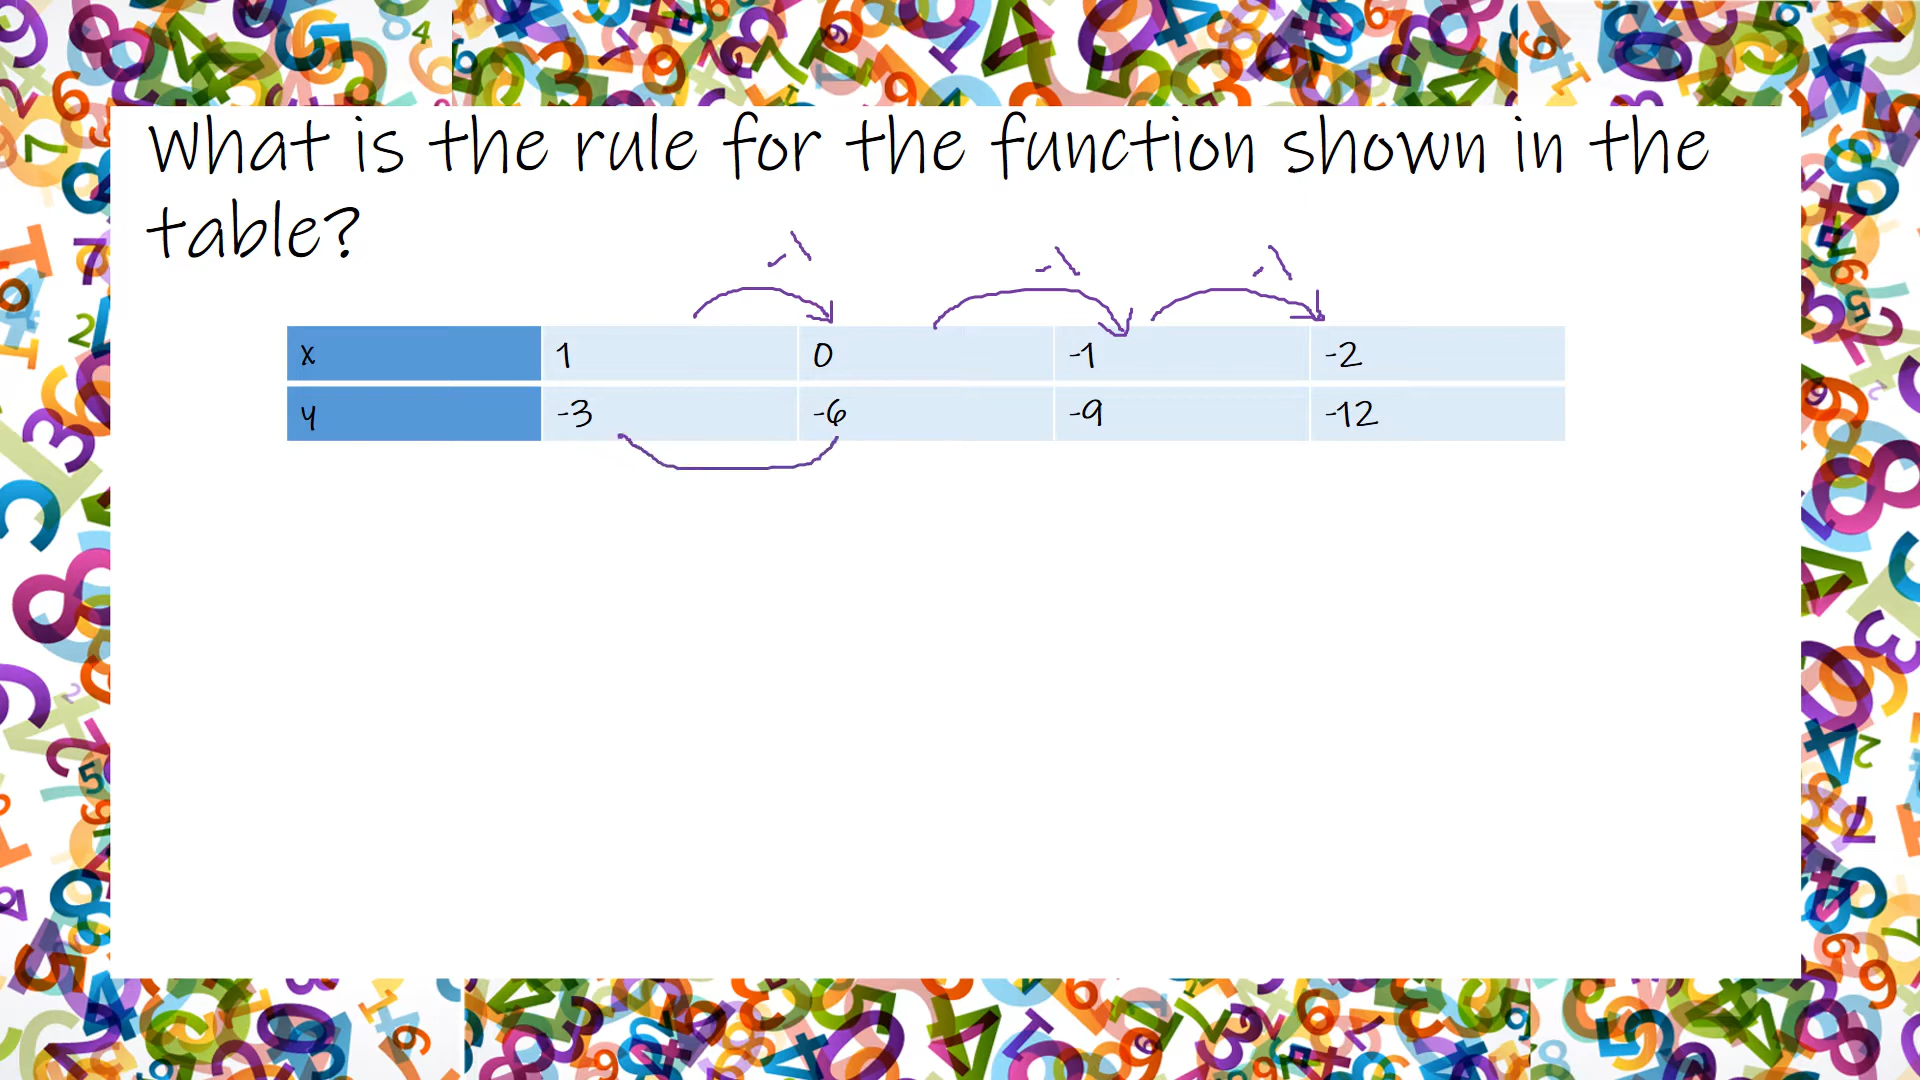 What is the rule for the function shown in the
table?
-1 -1 -1
x 1 0 -1 -2
y -3 -6 -9 -12